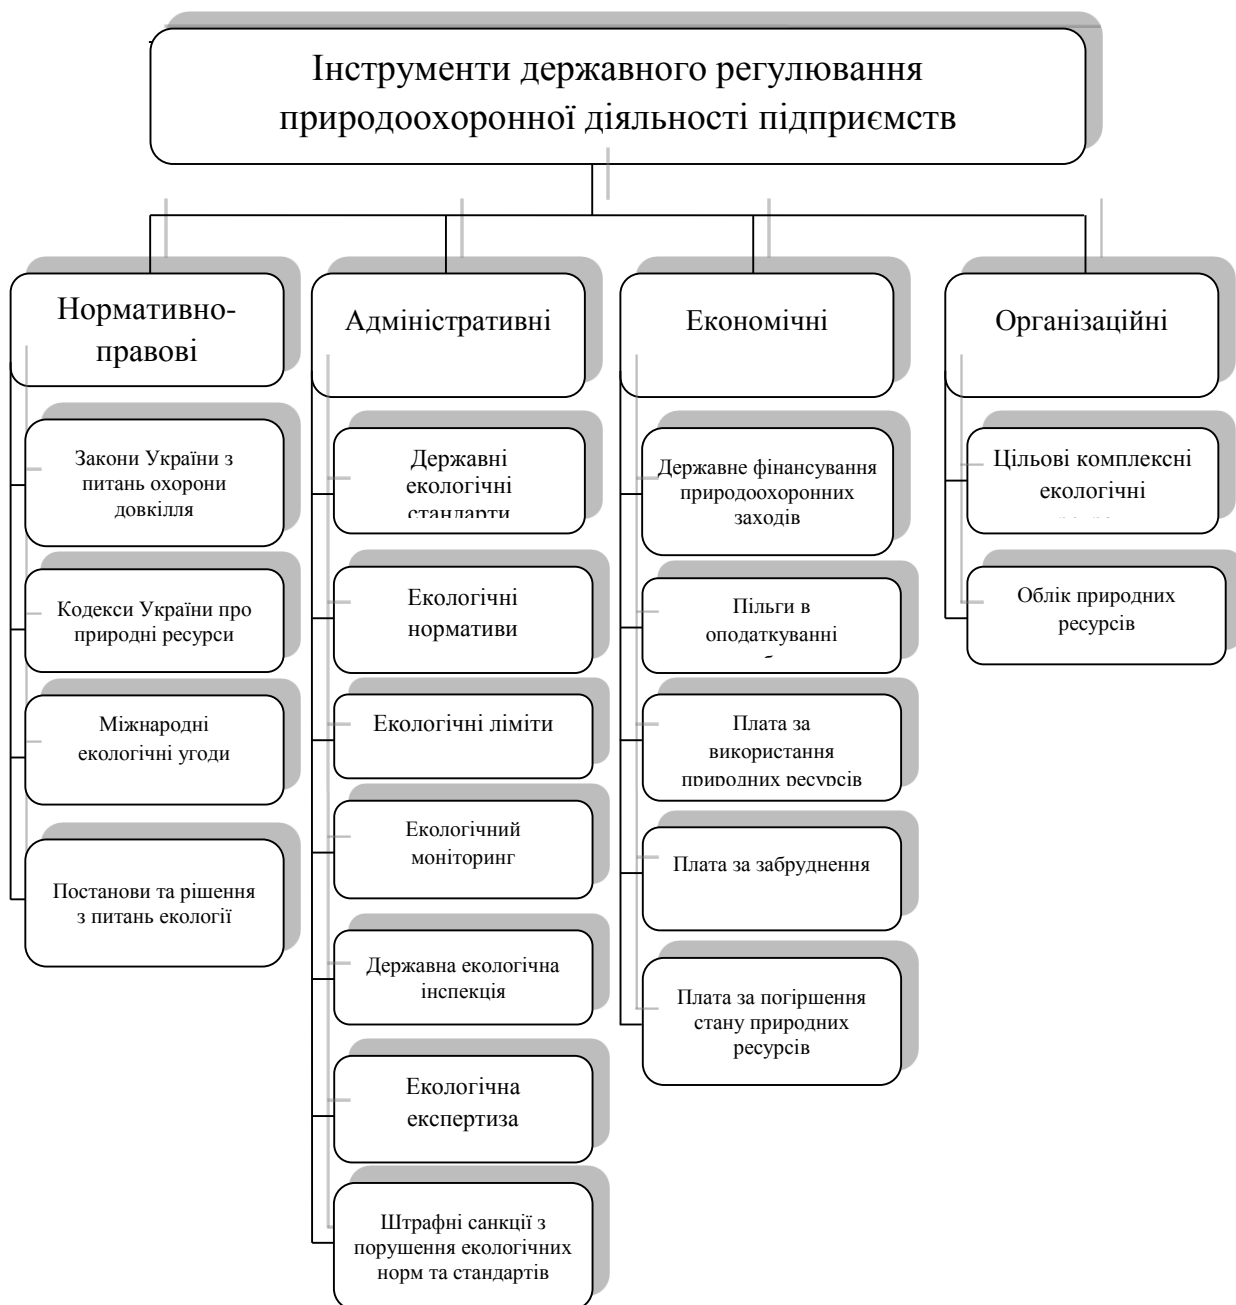 Інструменти державного регулювання
природоохоронної діяльності підприємств
Нормативно-
правові
Закони України з
питань охорони
довкілля
Кодекси України про
природні ресурси
Міжнародні
екологічні угоди
Постанови та рішення
з питань екології
Адміністративні
Державні
екологічні
стандарти
Екологічні
нормативи
Екологічні ліміти
Екологічний
моніторинг
Державна екологічна
інспекція
Екологічна
експертиза
Штрафні санкції з
порушення екологічних
норм та стандартів
Економічні
Державне фінансування
природоохоронних
заходів
Пільги в
оподаткуванні
Плата за
використання
природних ресурсів
Плата за забруднення
Плата за погіршення
стану природних
ресурсів
Організаційні
Цільові комплексні
екологічні
Облік природних
ресурсів